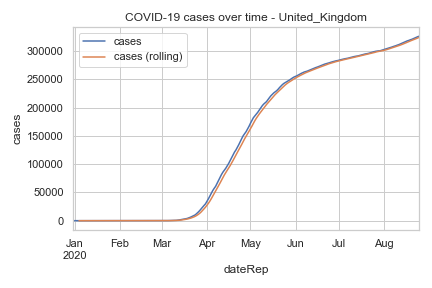 COVID-19 cases over time - United_Kingdom
cases
cases (rolling)
300000
250000
200000
150000
100000
50000
0
cases
Jan Feb Mar Apr May Jun Jul Aug
2020
dateRep